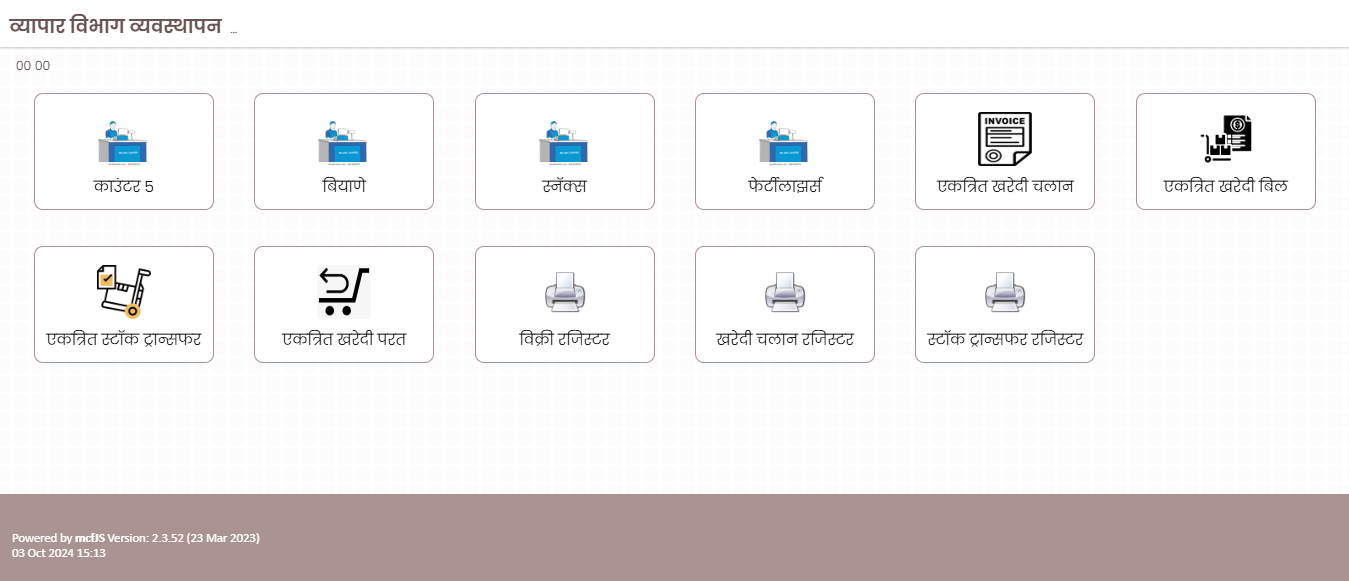 व्यापार विभाग व्यवस्थापन ...
00 00
काउंटर 5
बियाणे
स्नॅक्स
फेर्टीलाझर्स
INVOICE
एकत्रित खरेदी चलान
एकत्रित खरेदी बिल
एकत्रित स्टॉक ट्रान्सफर
एकत्रित खरेदी परत
विक्री रजिस्टर
खरेदी चलान रजिस्टर
स्टॉक ट्रान्सफर रजिस्टर
Powered by mcfJS Version: 2.3.52 (23 Mar 2023)
03 Oct 2024 15:13